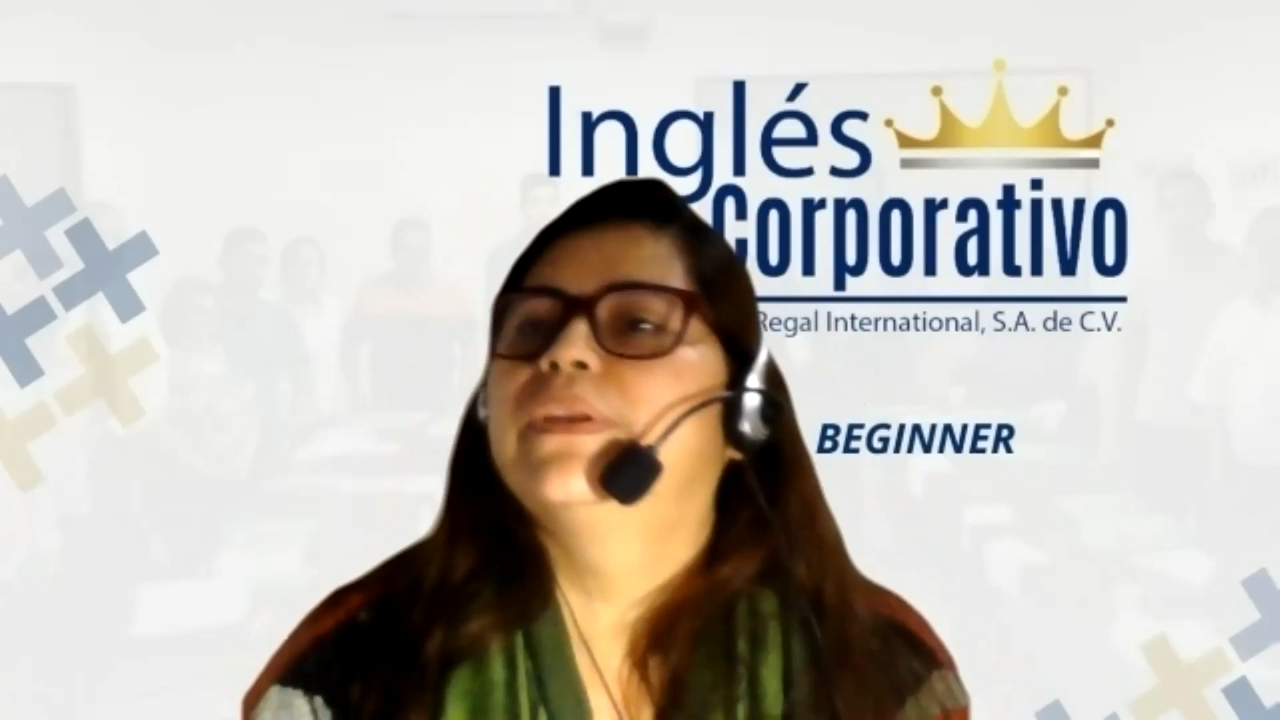 Inglés
Corporativo
Regal International, S.A. de C.V.
BEGINNER